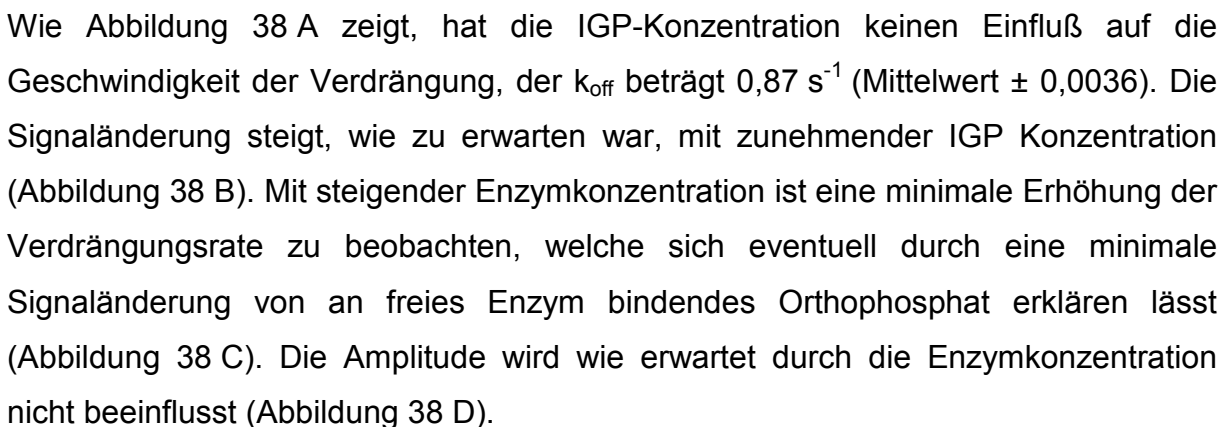 Wie Abbildung 38 A zeigt, hat die IGP-Konzentration keinen Einfluß auf die
Geschwindigkeit der Verdrängung, der k_off beträgt 0,87 s⁻¹ (Mittelwert ± 0,0036). Die
Signaländerung steigt, wie zu erwarten war, mit zunehmender IGP Konzentration
(Abbildung 38 B). Mit steigender Enzymkonzentration ist eine minimale Erhöhung der
Verdrängungsrate zu beobachten, welche sich eventuell durch eine minimale
Signaländerung von an freies Enzym bindendes Orthophosphat erklären lässt
(Abbildung 38 C). Die Amplitude wird wie erwartet durch die Enzymkonzentration
nicht beeinflusst (Abbildung 38 D).